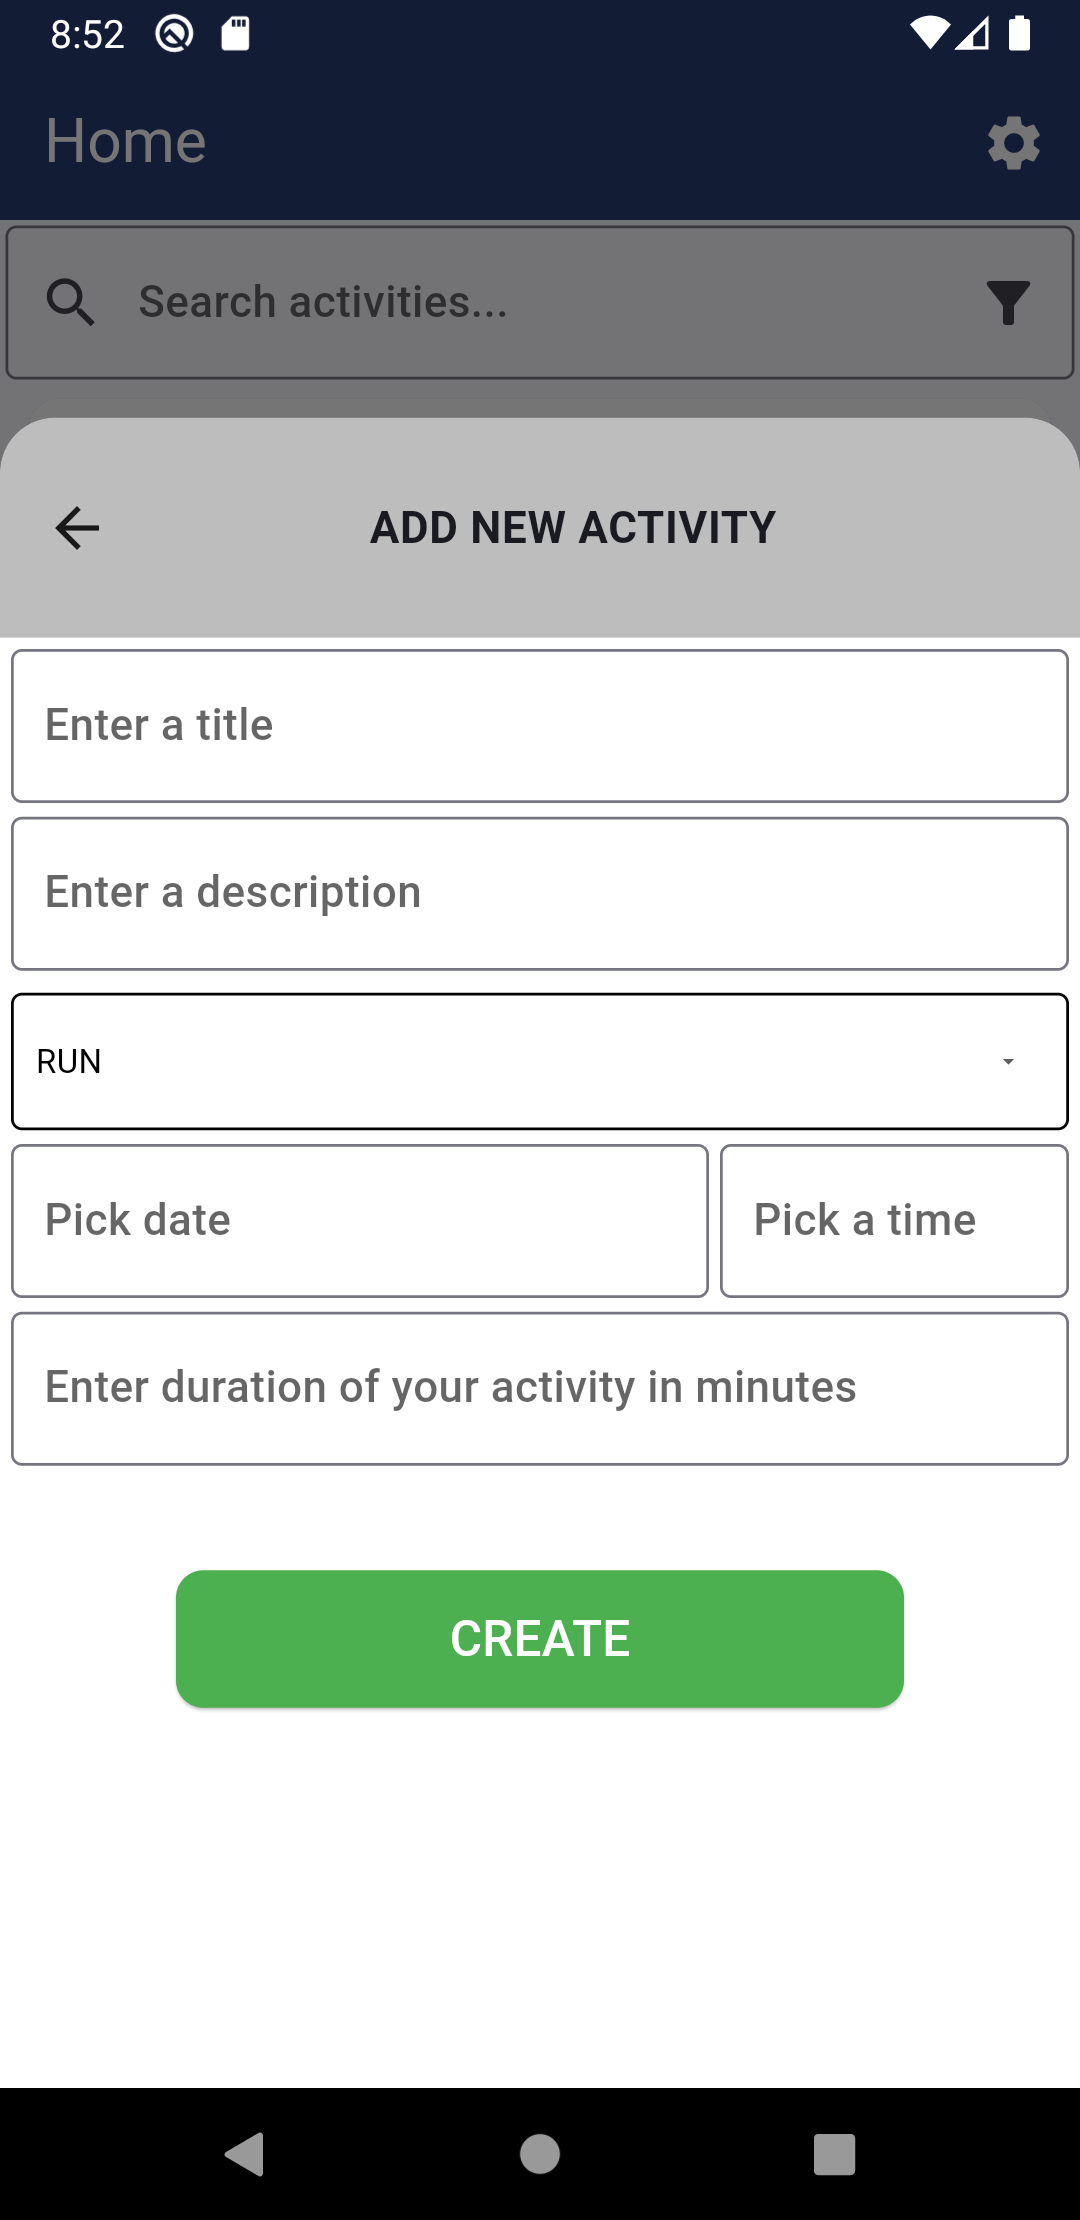 8:52
Home
Search activities...
ADD NEW ACTIVITY
Enter a title
Enter a description
RUN
Pick date
Pick a time
Enter duration of your activity in minutes
CREATE